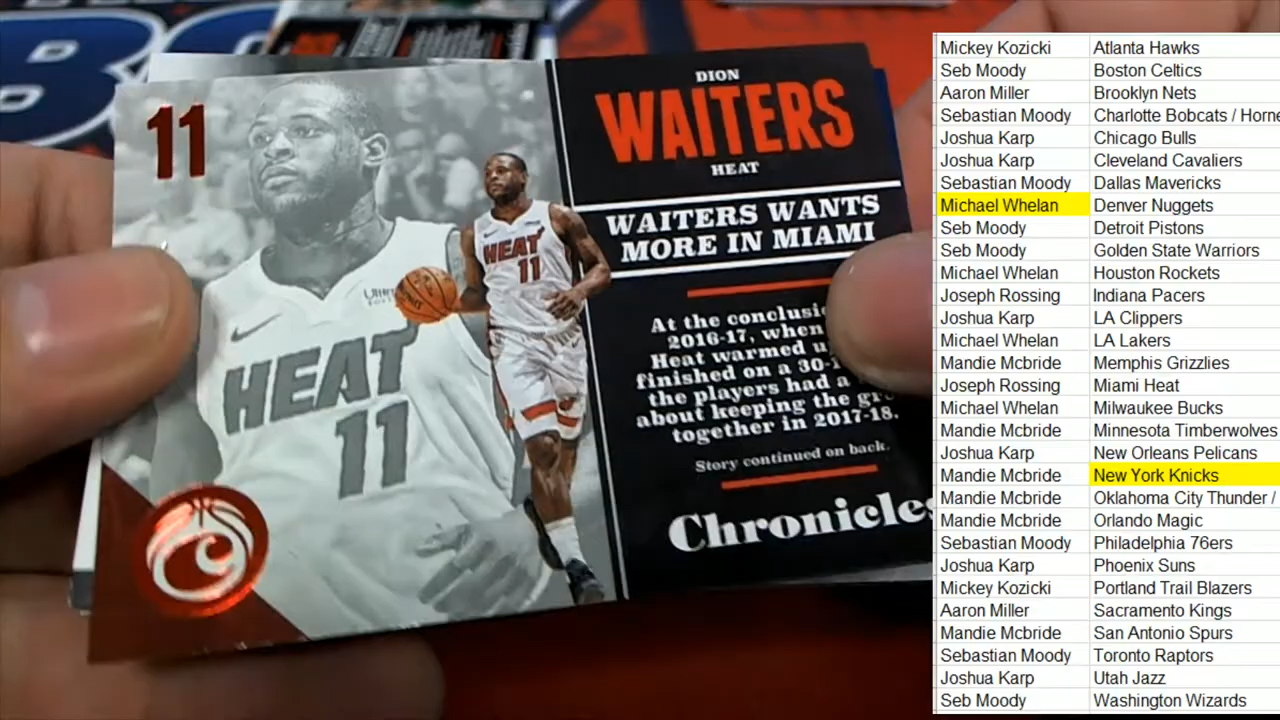 11
DION
WAITERS
HEAT
WAITERS WANTS
MORE IN MIAMI
At the conclusi
2016-17, when
Heat warmed u
finished on a 30-1
the players had a
about keeping the gr
together in 2017-18.
Story continued on back.
Chronicles
HEAT
11
HEAT
11
Mickey Kozicki Atlanta Hawks
Seb Moody Boston Celtics
Aaron Miller Brooklyn Nets
Sebastian Moody Charlotte Bobcats / Horne
Joshua Karp Chicago Bulls
Joshua Karp Cleveland Cavaliers
Sebastian Moody Dallas Mavericks
Michael Whelan Denver Nuggets
Seb Moody Detroit Pistons
Seb Moody Golden State Warriors
Michael Whelan Houston Rockets
Joseph Rossing Indiana Pacers
Joshua Karp LA Clippers
Michael Whelan LA Lakers
Mandie Mcbride Memphis Grizzlies
Joseph Rossing Miami Heat
Michael Whelan Milwaukee Bucks
Mandie Mcbride Minnesota Timberwolves
Joshua Karp New Orleans Pelicans
Mandie Mcbride New York Knicks
Mandie Mcbride Oklahoma City Thunder /
Mandie Mcbride Orlando Magic
Sebastian Moody Philadelphia 76ers
Joshua Karp Phoenix Suns
Mickey Kozicki Portland Trail Blazers
Aaron Miller Sacramento Kings
Mandie Mcbride San Antonio Spurs
Sebastian Moody Toronto Raptors
Joshua Karp Utah Jazz
Seb Moody Washington Wizards